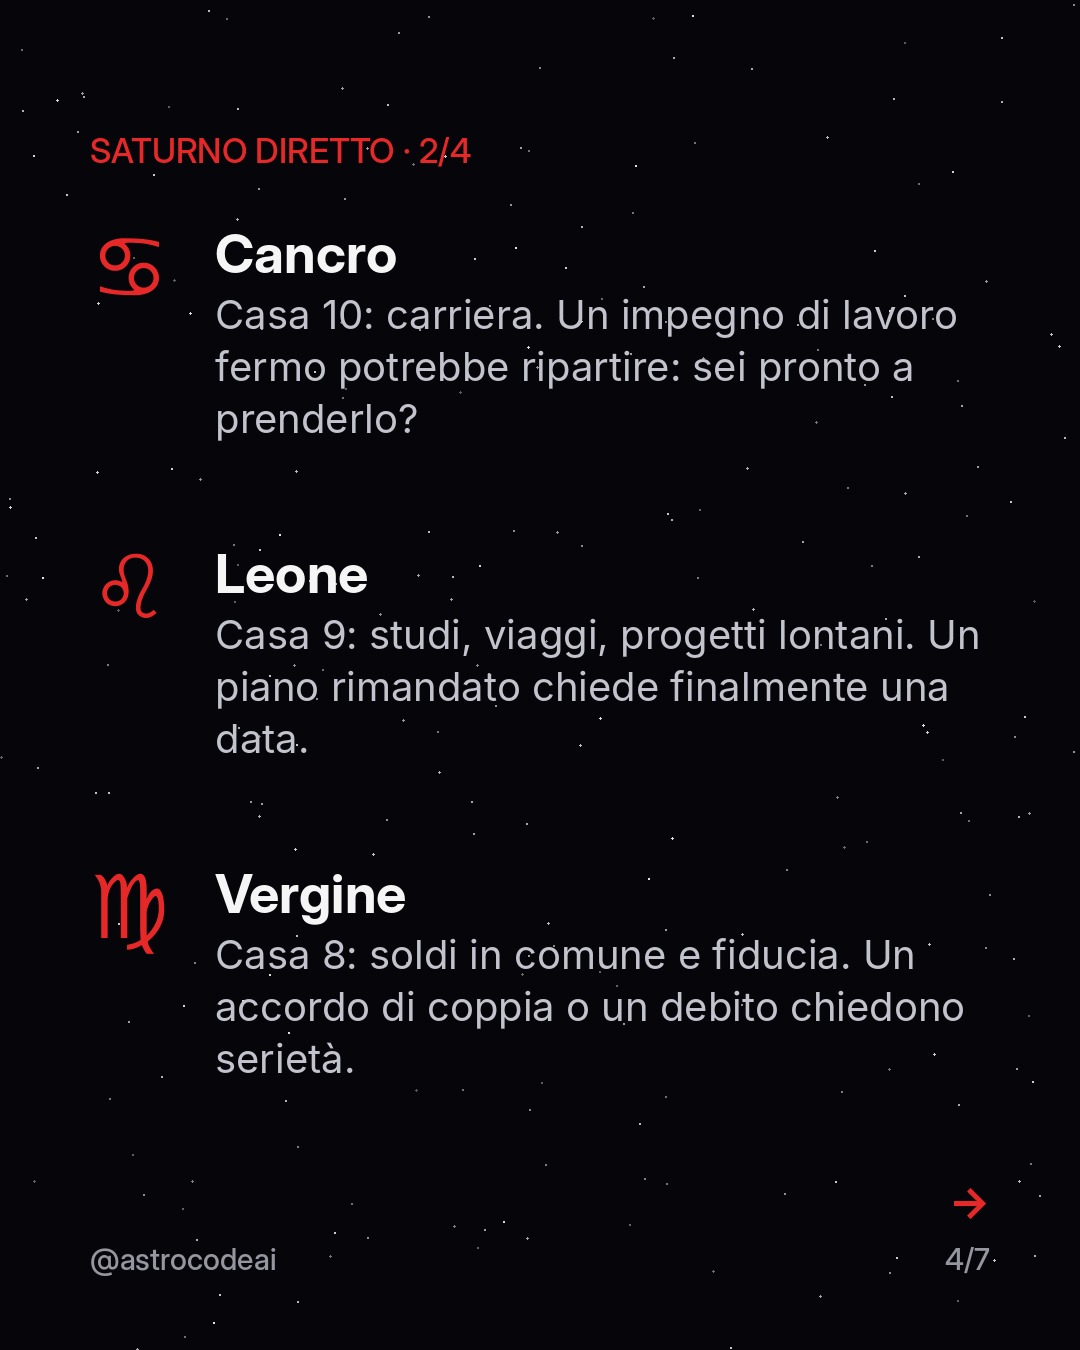 SATURNO DIRETTO · 2/4
♋ Cancro
Casa 10: carriera. Un impegno di lavoro
fermo potrebbe ripartire: sei pronto a
prenderlo?
♌ Leone
Casa 9: studi, viaggi, progetti lontani. Un
piano rimandato chiede finalmente una
data.
♍ Vergine
Casa 8: soldi in comune e fiducia. Un
accordo di coppia o un debito chiedono
serietà.
→
@astrocodeai
4/7